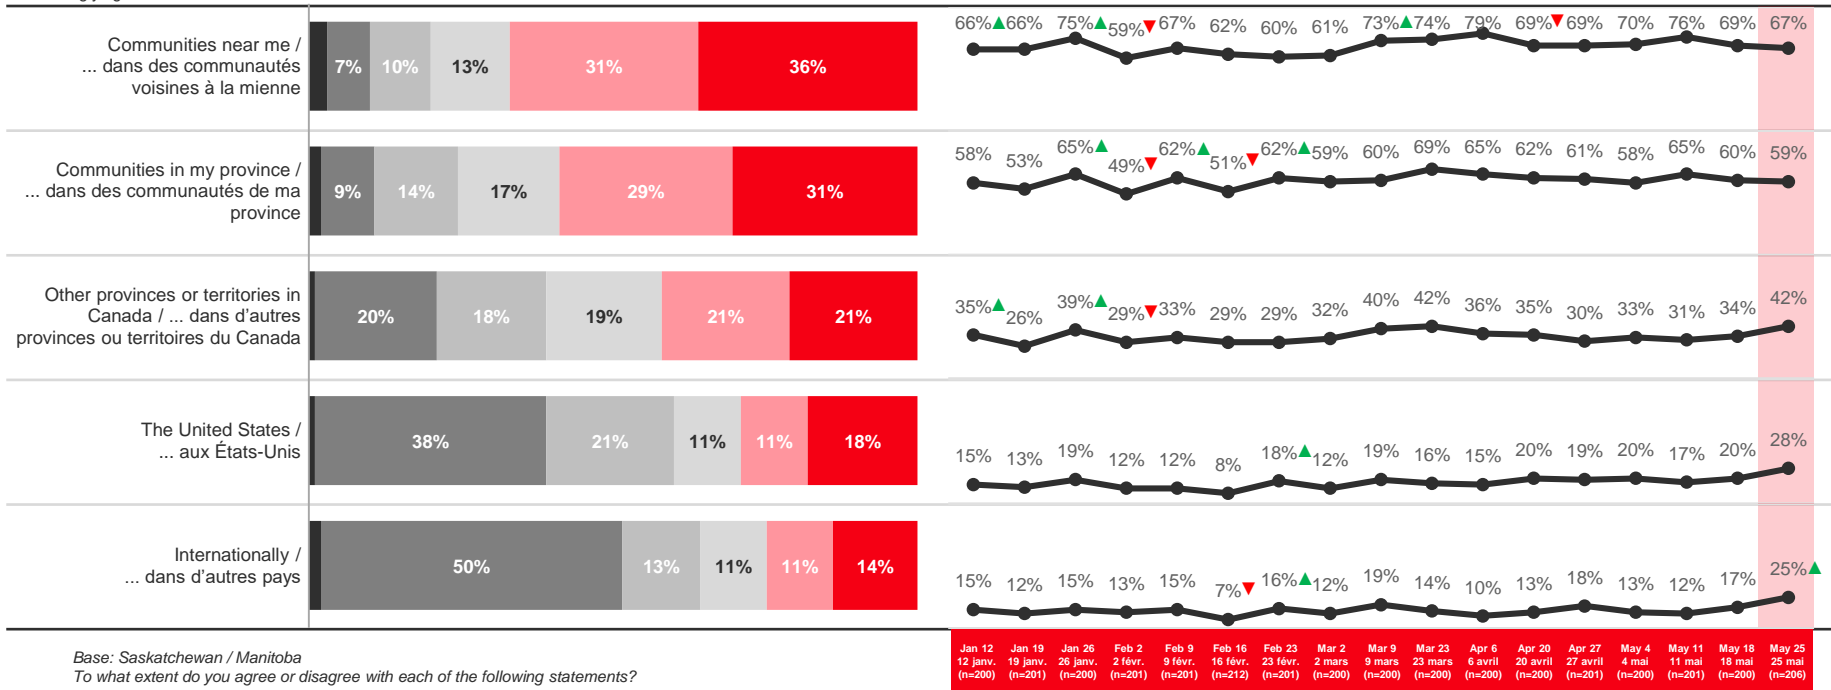 Communities near me /
... dans des communautés
voisines à la mienne
7% 10% 13% 31% 36%
66% 66% 75% 59% 67% 62% 60% 61% 73% 74% 79% 69% 69% 70% 76% 69% 67%
Communities in my province /
... dans des communautés de ma
province
9% 14% 17% 29% 31%
58% 53% 65% 49% 62% 51% 62% 59% 60% 69% 65% 62% 61% 58% 65% 60% 59%
Other provinces or territories in
Canada / ... dans d'autres
provinces ou territoires du Canada
20% 18% 19% 21% 21%
35% 26% 39% 29% 33% 29% 29% 32% 40% 42% 36% 35% 30% 33% 31% 34% 42%
The United States /
... aux États-Unis
38% 21% 11% 11% 18%
15% 13% 19% 12% 12% 8% 18% 12% 19% 16% 15% 20% 19% 20% 17% 20% 28%
Internationally /
... dans d'autres pays
50% 13% 11% 11% 14%
15% 12% 15% 13% 15% 7% 16% 12% 19% 14% 10% 13% 18% 13% 12% 17% 25%
Jan 12 Jan 19 Jan 26 Feb 2 Feb 9 Feb 16 Feb 23 Mar 2 Mar 9 Mar 23 Apr 6 Apr 20 Apr 27 May 4 May 11 May 18 May 25
12 janv. 19 janv. 26 janv. 2 févr. 9 févr. 16 févr. 23 févr. 2 mars 9 mars 23 mars 6 avril 20 avril 27 avril 4 mai 11 mai 18 mai 25 mai
(n=200) (n=201) (n=200) (n=201) (n=201) (n=212) (n=201) (n=200) (n=200) (n=200) (n=200) (n=200) (n=201) (n=200) (n=201) (n=200) (n=206)
Base: Saskatchewan / Manitoba
To what extent do you agree or disagree with each of the following statements?